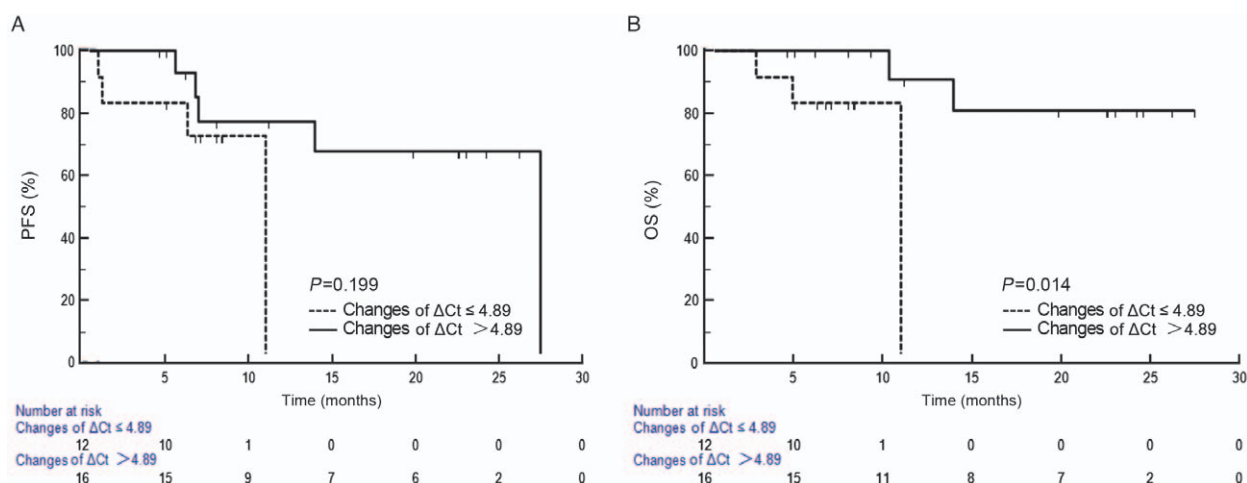 A
100
80
60
40
20
0
PFS (%)
P=0.199
Changes of ΔCt ≤ 4.89
Changes of ΔCt >4.89
5 10 15 20 25 30
Time (months)
Number at risk
Changes of ΔCt ≤ 4.89
12 10 1 0 0 0 0
Changes of ΔCt >4.89
16 15 9 7 6 2 0
B
100
80
60
40
20
0
OS (%)
P=0.014
Changes of ΔCt ≤ 4.89
Changes of ΔCt >4.89
5 10 15 20 25 30
Time (months)
Number at risk
Changes of ΔCt ≤ 4.89
12 10 1 0 0 0 0
Changes of ΔCt >4.89
16 15 11 8 7 2 0